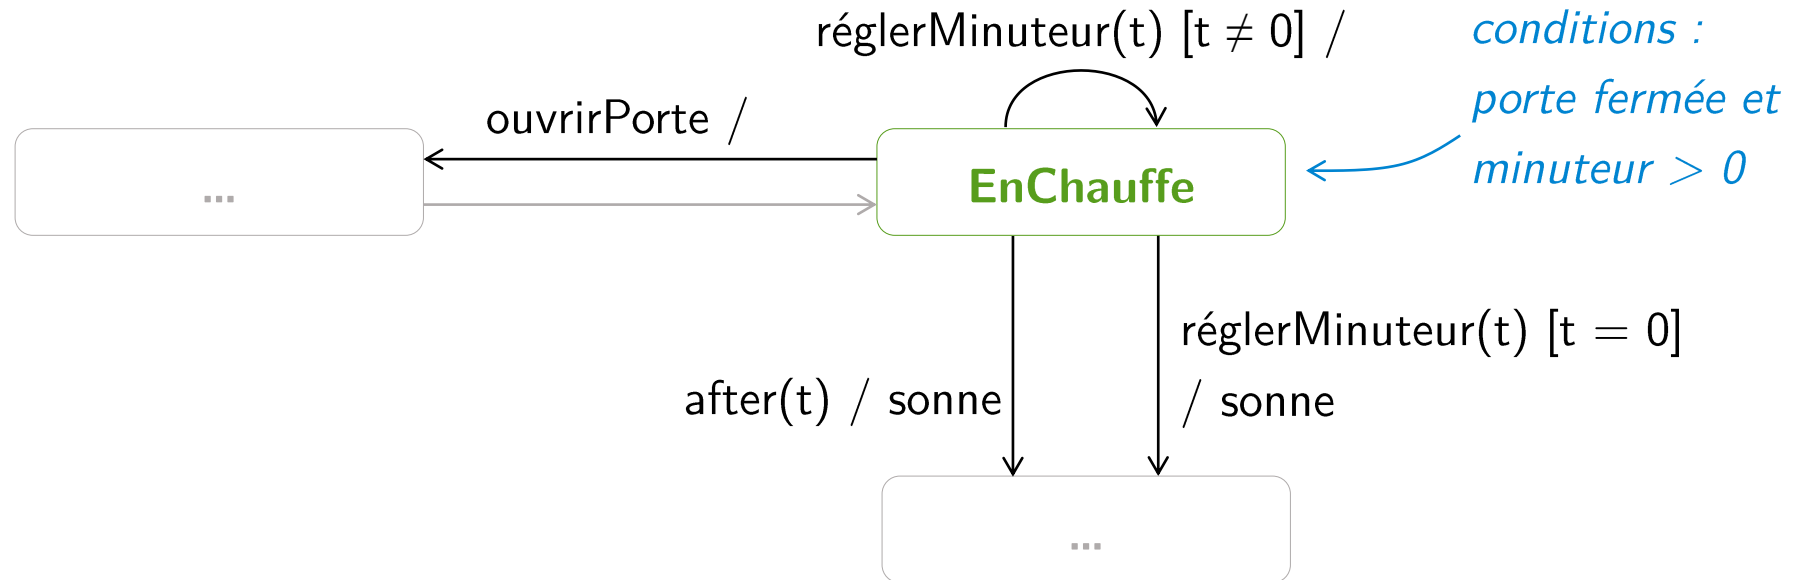 réglerMinuteur(t) [t ≠ 0] /
conditions :
porte fermée et
minuteur > 0
ouvrirPorte /
...
EnChauffe
réglerMinuteur(t) [t = 0]
/ sonne
after(t) / sonne
...